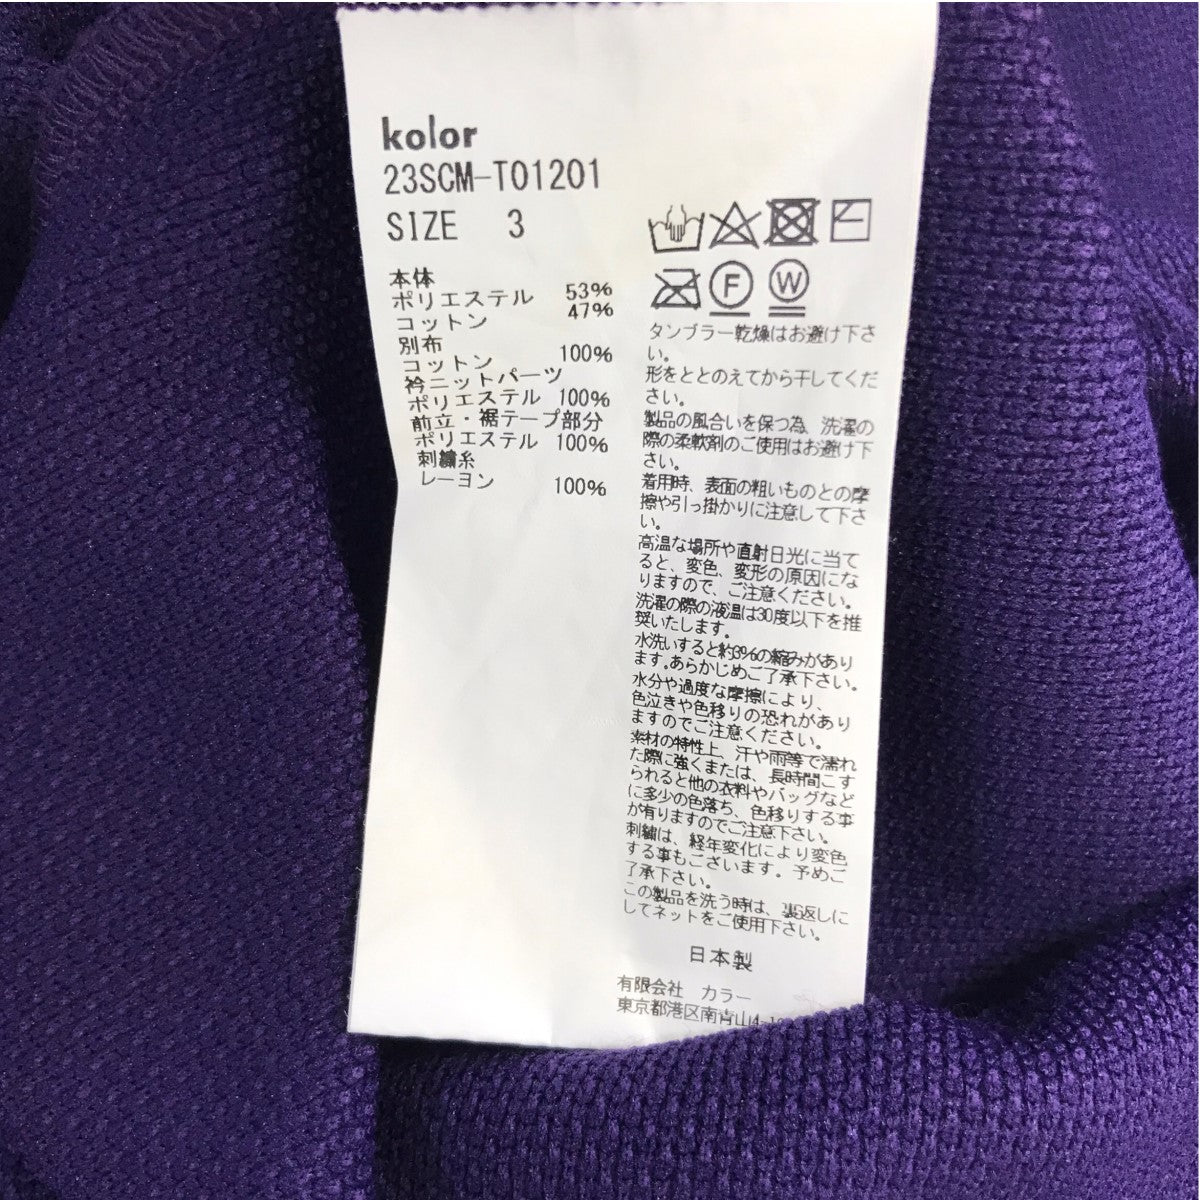 kolor
23SCM-T01201
SIZE 3
本体
ポリエステル 53%
コットン 47%
別布
コットン 100%
衿ニットパーツ
ポリエステル 100%
前立・裾テープ部分
ポリエステル 100%
刺繍糸
レーヨン 100%
F
W
タンブラー乾燥はお避け下さ
い。
形をととのえてから干してくだ
さい。
製品の風合いを保つ為、洗濯の
際の柔軟剤のご使用はお避け下
さい。
着用時、表面の粗いものとの摩
擦や引っ掛かりに注意して下さ
い。
高温な場所や直射日光に当て
ると、変色、変形の原因にな
りますので、ご注意ください。
洗濯の際の液温は30度以下を推
奨いたします。
水洗いすると約3%の縮みがあり
ます。あらかじめご了承下さい。
水分や過度な摩擦により、
色泣きや色移りの恐れがあり
ますのでご注意ください。
素材の特性上、汗や雨等で濡れ
た際に強くまたは、長時間こす
られると他の衣料やバッグなど
に多少の色落ち、色移りする事
が有りますのでご注意下さい。
刺繍は、経年変化により変色
する事もございます。予めご
了承下さい。
この製品を洗う時は、裏返しに
してネットをご使用下さい。
日本製
有限会社 カラー
東京都港区南青山4-